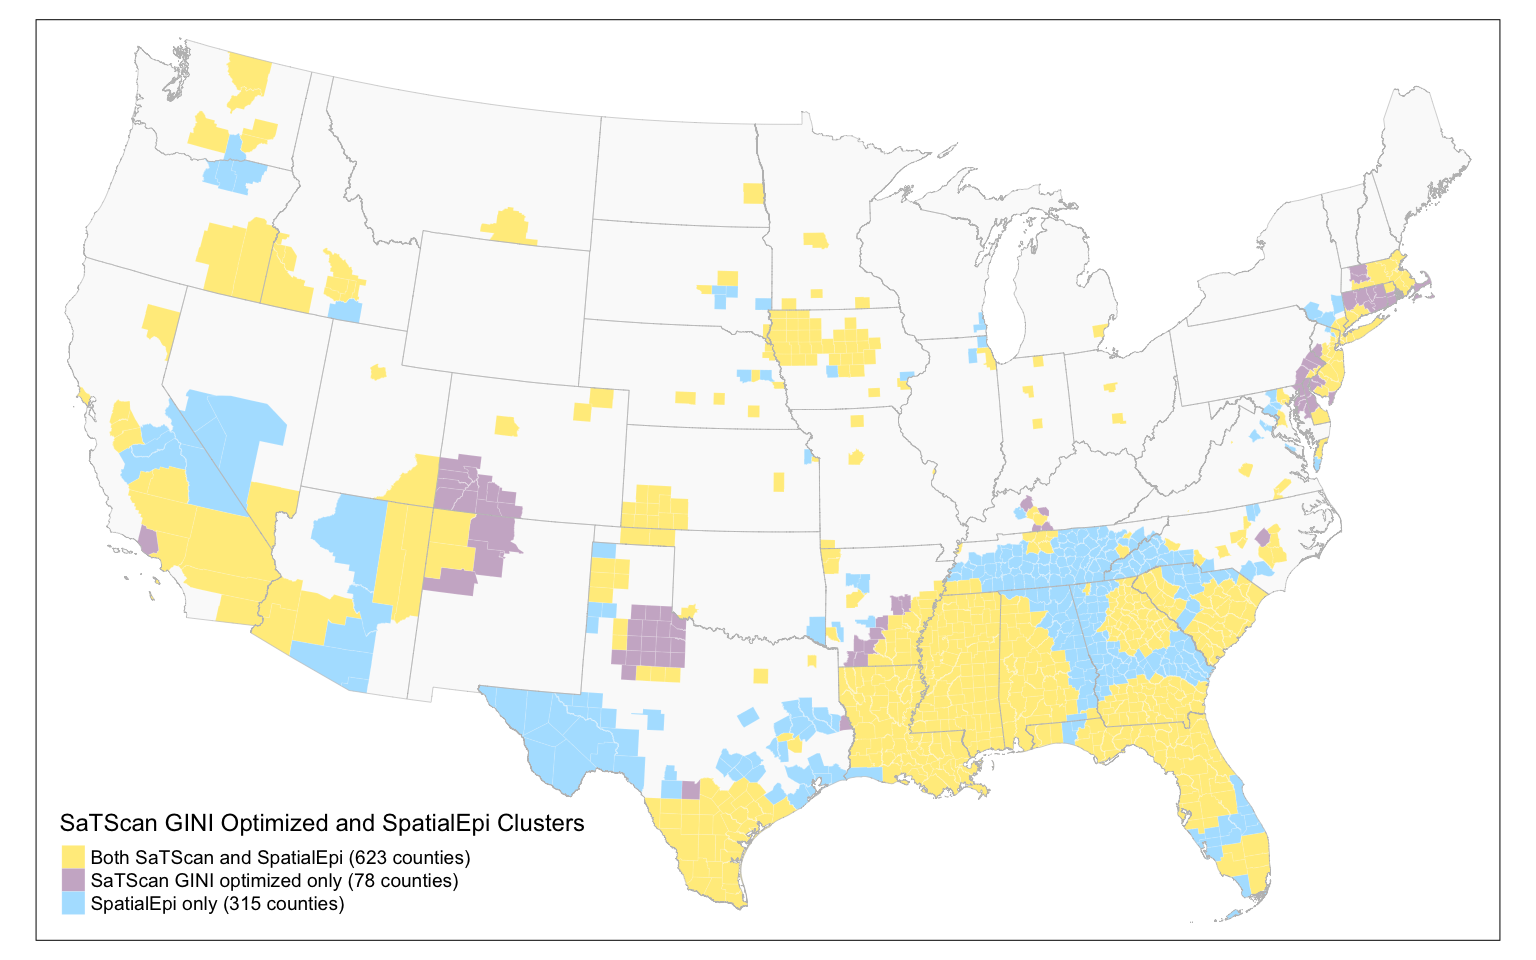 SaTScan GINI Optimized and SpatialEpi Clusters
Both SaTScan and SpatialEpi (623 counties)
SaTScan GINI optimized only (78 counties)
SpatialEpi only (315 counties)